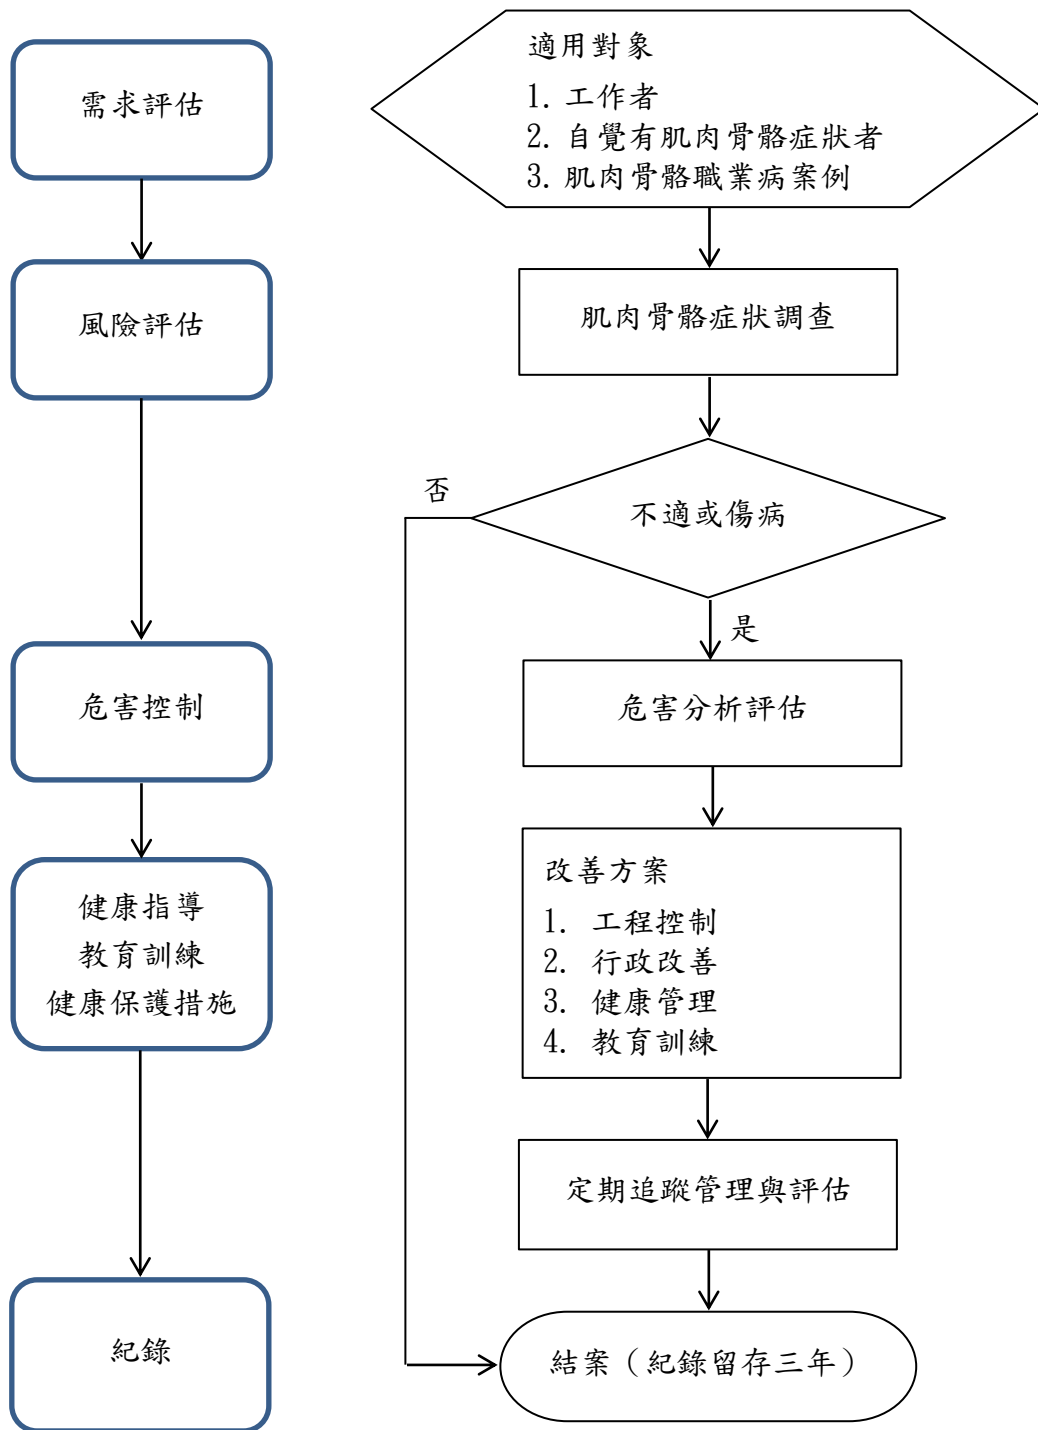 需求評估
風險評估
危害控制
健康指導
教育訓練
健康保護措施
紀錄
適用對象
1. 工作者
2. 自覺有肌肉骨骼症狀者
3. 肌肉骨骼職業病案例
肌肉骨骼症狀調查
不適或傷病
否
是
危害分析評估
改善方案
1. 工程控制
2. 行政改善
3. 健康管理
4. 教育訓練
定期追蹤管理與評估
結案（紀錄留存三年）